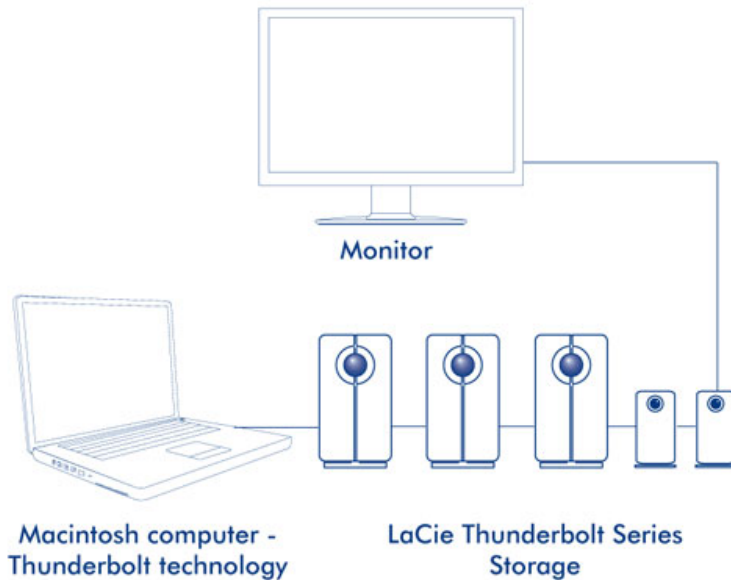 Monitor
Macintosh computer -
Thunderbolt technology
LaCie Thunderbolt Series
Storage